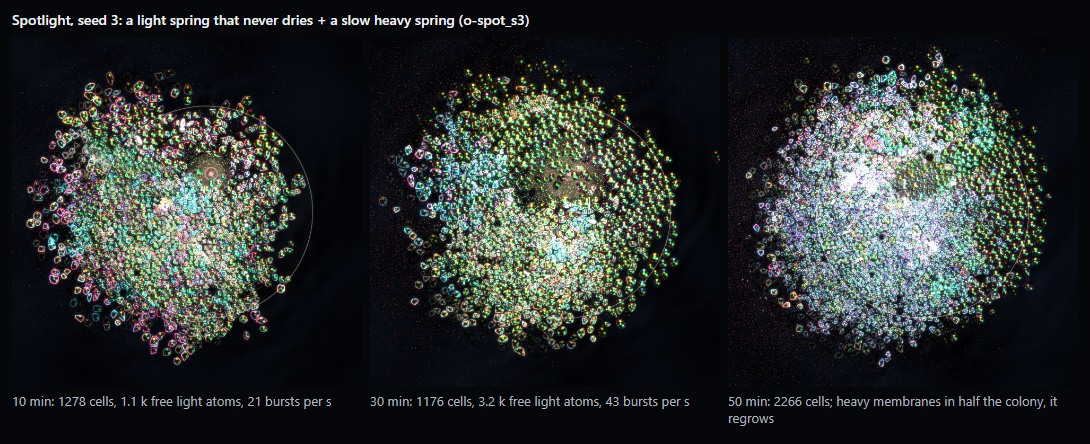 Spotlight, seed 3: a light spring that never dries + a slow heavy spring (o-spot_s3)
10 min: 1278 cells, 1.1 k free light atoms, 21 bursts per s
30 min: 1176 cells, 3.2 k free light atoms, 43 bursts per s
50 min: 2266 cells; heavy membranes in half the colony, it
regrows